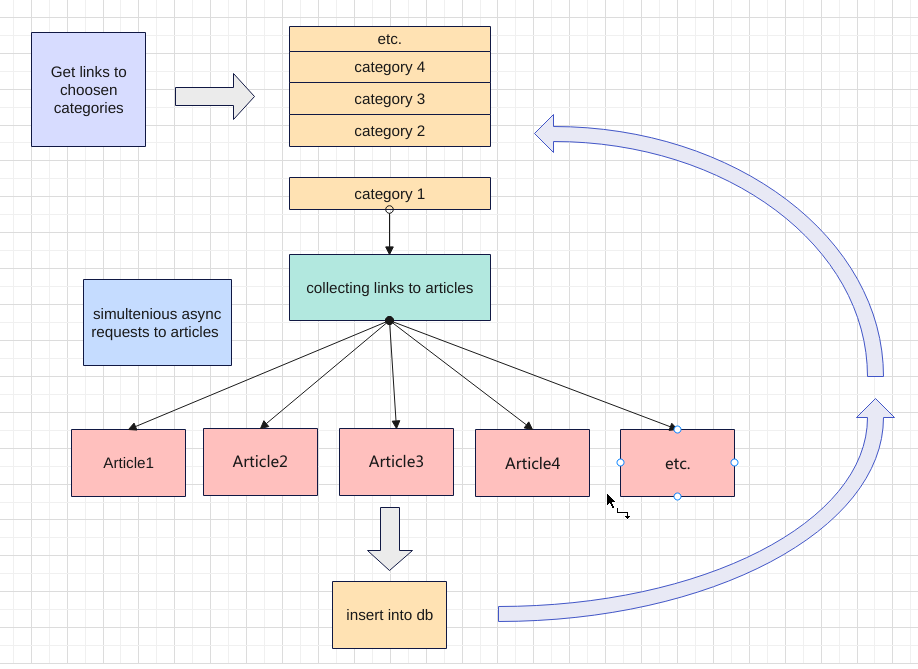 Get links to
choosen
categories
etc.
category 4
category 3
category 2
category 1
collecting links to articles
simultenious async
requests to articles
Article1
Article2
Article3
Article4
etc.
insert into db